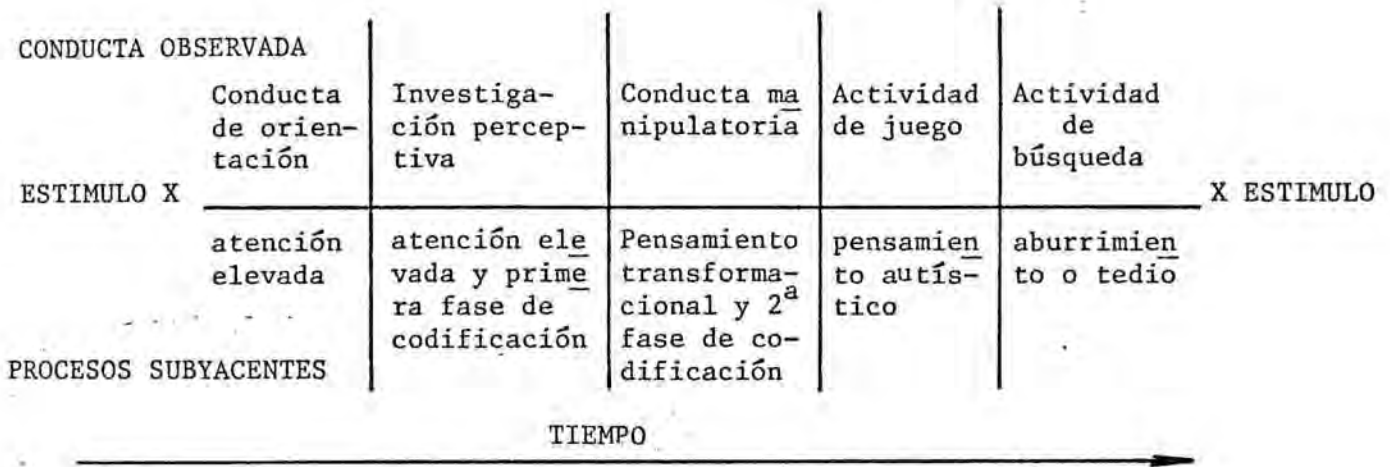 CONDUCTA OBSERVADA
Conducta
de orien-
tación
Investiga-
ción percep-
tiva
Conducta ma
nipulatoria
Actividad
de juego
Actividad
de
búsqueda
ESTIMULO X
X ESTIMULO
atención
elevada
atención ele
vada y prime
ra fase de
codificación
Pensamiento
transforma-
cional y 2ª
fase de co-
dificación
pensamien
to autís-
tico
aburrimien
to o tedio
PROCESOS SUBYACENTES
TIEMPO